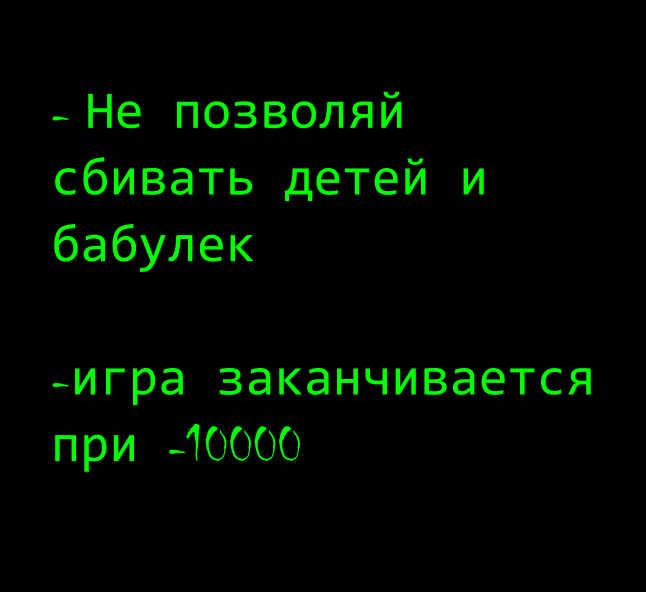 - Не позволяй
сбивать детей и
бабулек
-игра заканчивается
при -10000